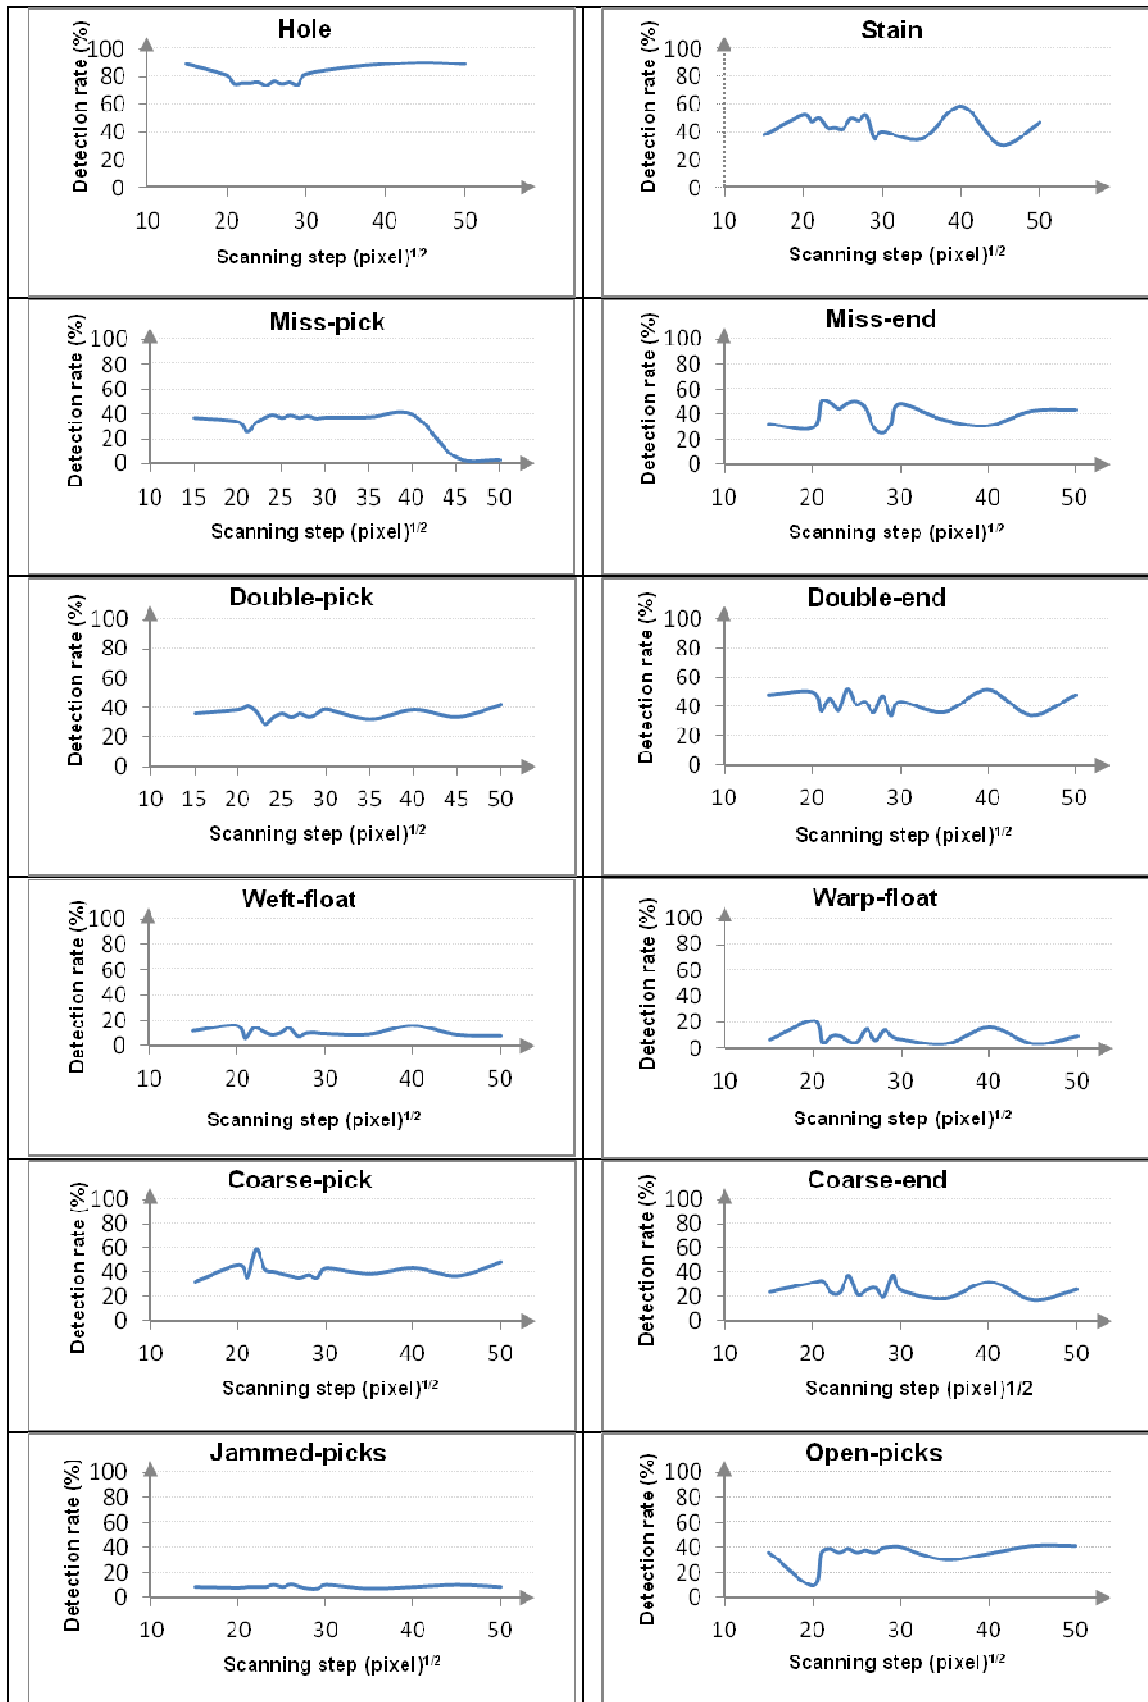 Hole
Detection rate (%)
100
80
60
40
20
0
10 20 30 40 50
Scanning step (pixel)1/2
Stain
Detection rate (%)
100
80
60
40
20
0
10 20 30 40 50
Scanning step (pixel)1/2
Miss-pick
Detection rate (%)
100
80
60
40
20
0
10 15 20 25 30 35 40 45 50
Scanning step (pixel)1/2
Miss-end
Detection rate (%)
100
80
60
40
20
0
10 20 30 40 50
Scanning step (pixel)1/2
Double-pick
Detection rate (%)
100
80
60
40
20
0
10 15 20 25 30 35 40 45 50
Scanning step (pixel)1/2
Double-end
Detection rate (%)
100
80
60
40
20
0
10 20 30 40 50
Scanning step (pixel)1/2
Weft-float
Detection rate (%)
100
80
60
40
20
0
10 20 30 40 50
Scanning step (pixel)1/2
Warp-float
Detection rate (%)
100
80
60
40
20
0
10 20 30 40 50
Scanning step (pixel)1/2
Coarse-pick
Detection rate (%)
100
80
60
40
20
0
10 20 30 40 50
Scanning step (pixel)1/2
Coarse-end
Detection rate (%)
100
80
60
40
20
0
10 20 30 40 50
Scanning step (pixel)1/2
Jammed-picks
Detection rate (%)
100
80
60
40
20
0
10 20 30 40 50
Scanning step (pixel)1/2
Open-picks
Detection rate (%)
100
80
60
40
20
0
10 20 30 40 50
Scanning step (pixel)1/2